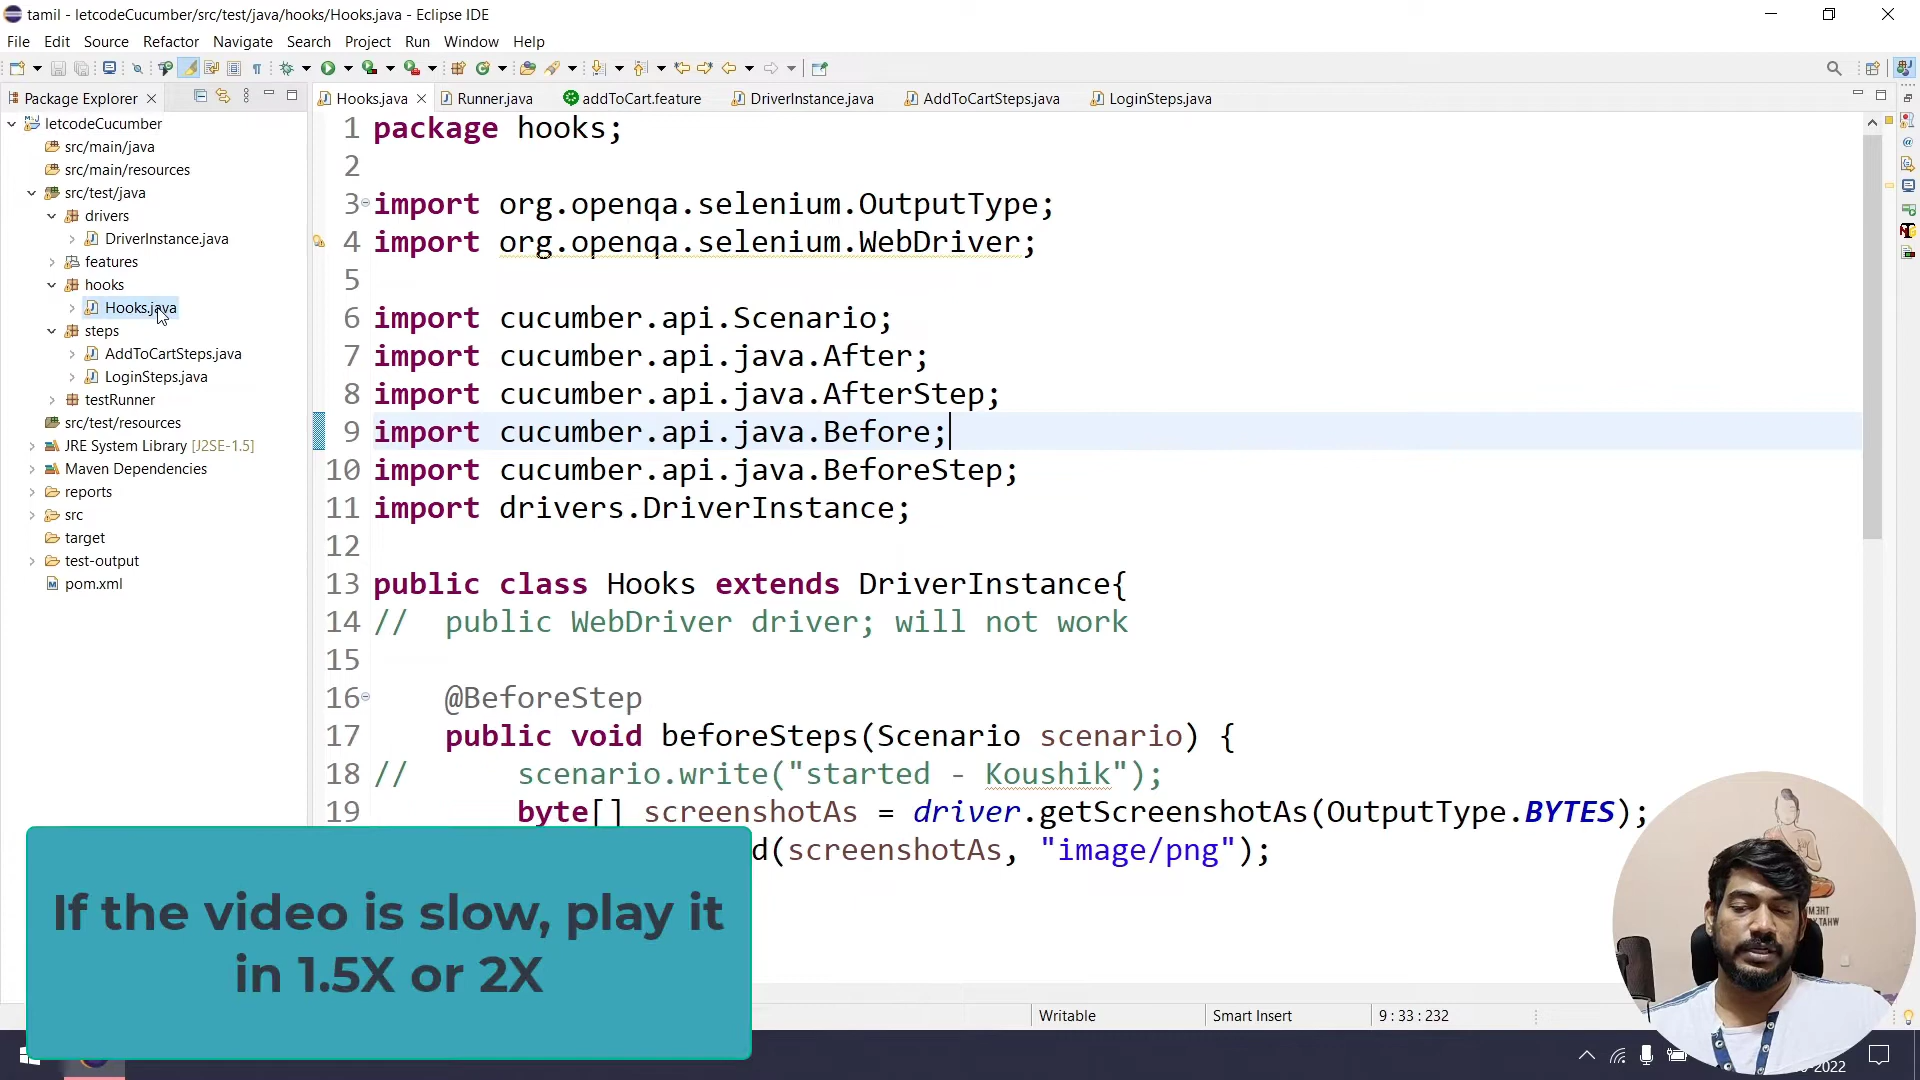 tamil - letcodeCucumber/src/test/java/hooks/Hooks.java - Eclipse IDE
File Edit Source Refactor Navigate Search Project Run Window Help
Package Explorer
Hooks.java Runner.java addToCart.feature DriverInstance.java AddToCartSteps.java LoginSteps.java
letcodeCucumber
src/main/java
src/main/resources
src/test/java
drivers
DriverInstance.java
features
hooks
Hooks.java
steps
AddToCartSteps.java
LoginSteps.java
testRunner
src/test/resources
JRE System Library [J2SE-1.5]
Maven Dependencies
reports
src
target
test-output
pom.xml
1 package hooks;
2
3 import org.openqa.selenium.OutputType;
4 import org.openqa.selenium.WebDriver;
5
6 import cucumber.api.Scenario;
7 import cucumber.api.java.After;
8 import cucumber.api.java.AfterStep;
9 import cucumber.api.java.Before;
10 import cucumber.api.java.BeforeStep;
11 import drivers.DriverInstance;
12
13 public class Hooks extends DriverInstance{
14 // public WebDriver driver; will not work
15
16 @BeforeStep
17 public void beforeSteps(Scenario scenario) {
18 // scenario.write("started - Koushik");
19 byte[] screenshotAs = driver.getScreenshotAs(OutputType.BYTES);
d(screenshotAs, "image/png");
If the video is slow, play it
in 1.5X or 2X
Writable Smart Insert 9 : 33 : 232
-2022